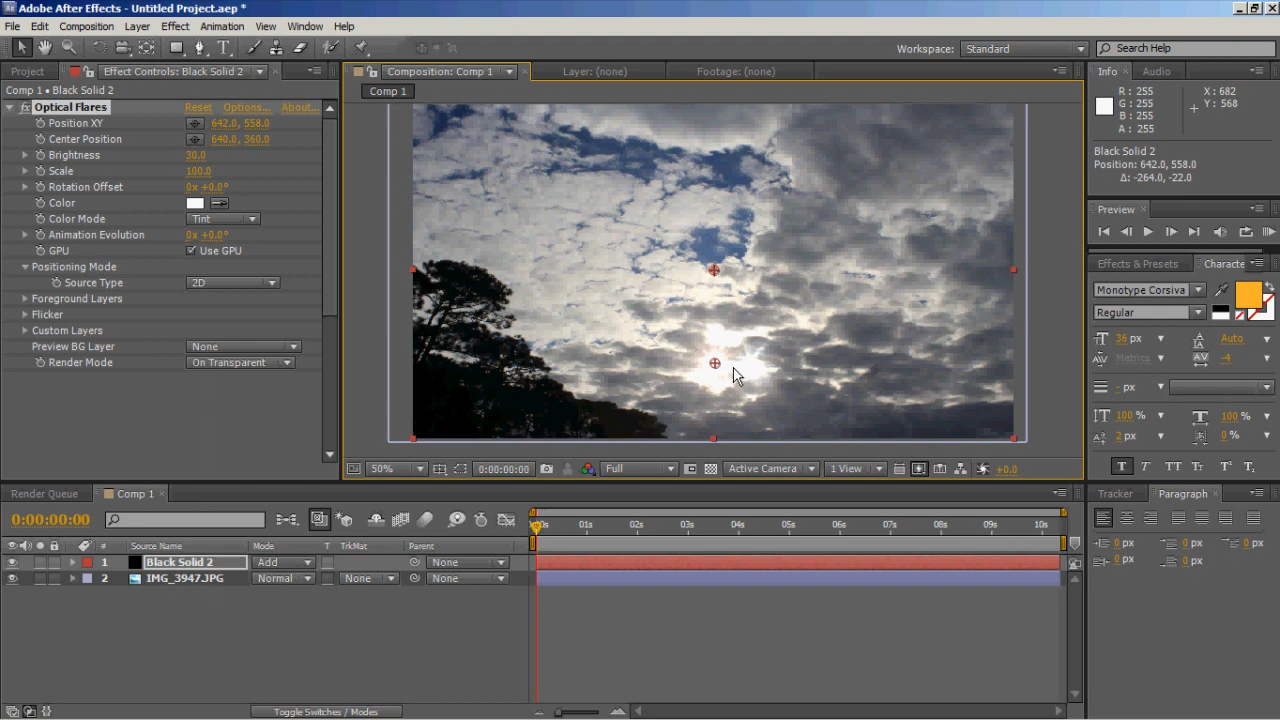 Adobe After Effects - Untitled Project.aep *
File Edit Composition Layer Effect Animation View Window Help
Workspace: Standard Search Help
Project Effect Controls: Black Solid 2 Composition: Comp 1 Layer: (none) Footage: (none) Info Audio
Comp 1 • Black Solid 2
Comp 1
fx Optical Flares Reset Options... About...
Position XY 642.0, 558.0
Center Position 640.0, 360.0
Brightness 30.0
Scale 100.0
Rotation Offset 0x +0.0°
Color
Color Mode Tint
Animation Evolution 0x +0.0°
GPU Use GPU
Positioning Mode
Source Type 2D
Foreground Layers
Flicker
Custom Layers
Preview BG Layer None
Render Mode On Transparent
R: 255
G: 255
B: 255
A: 255
X: 682
Y: 568
Black Solid 2
Position: 642.0, 558.0
Δ: -264.0, -22.0
Preview
Effects & Presets Characte
Monotype Corsiva
Regular
36 px Auto
Metrics -4
- px
100 % 100 %
2 px 0 %
T T TT Tr T¹ T₁
50% 0:00:00:00 Full Active Camera 1 View +0.0
Render Queue Comp 1
Tracker Paragraph
0:00:00:00
01s 02s 03s 04s 05s 06s 07s 08s 09s 10s
# Source Name Mode T TrkMat Parent
1 Black Solid 2 Add None
2 IMG_3947.JPG Normal None None
0 px 0 px 0 px
0 px 0 px
Toggle Switches / Modes